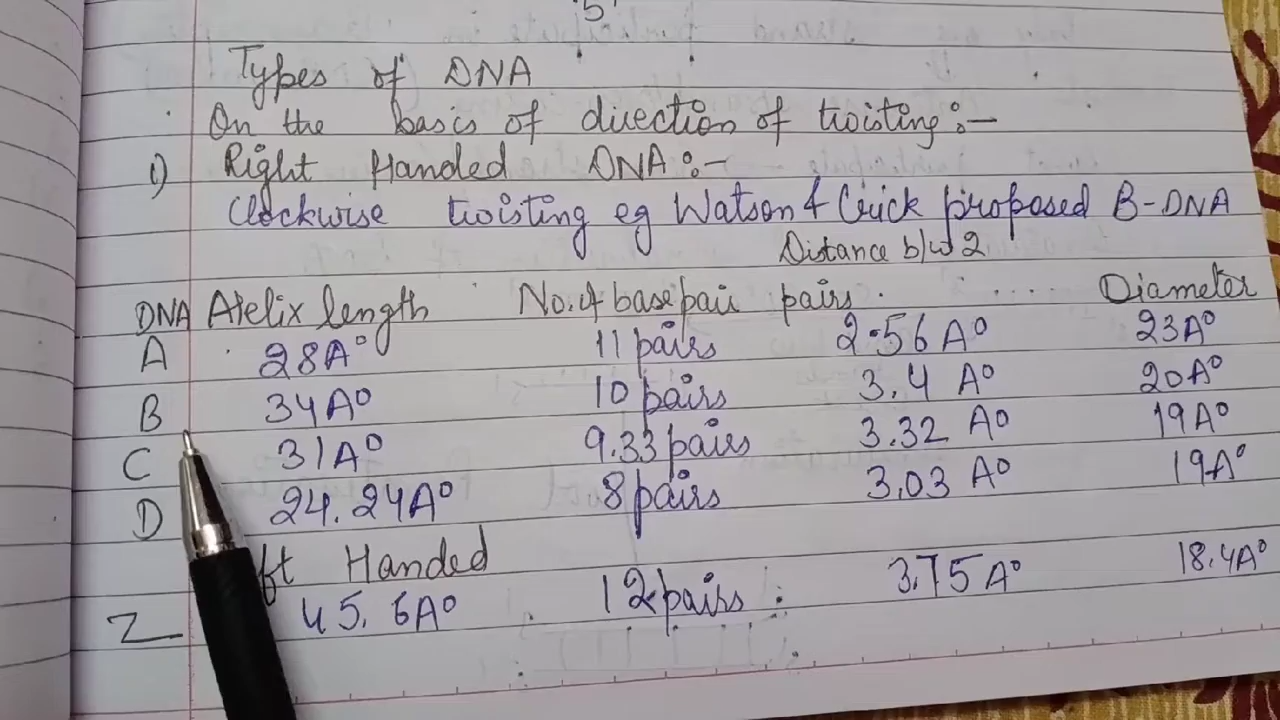 5'
Types of DNA
On the basis of direction of twisting:-
1) Right Handed DNA:-
Clockwise twisting eg Watson & Crick proposed B-DNA
Distance b/w 2
DNA Helix length No. of base pair pairs. Diameter
A 28A° 11 pairs 2.56 A° 23A°
B 34A° 10 pairs 3.4 A° 20A°
C 31A° 9.33 pairs 3.32 A° 19A°
D 24.24A° 8 pairs 3.03 A° 19A°
ft Handed
Z 45.6A° 12 pairs 3.75A° 18.4A°